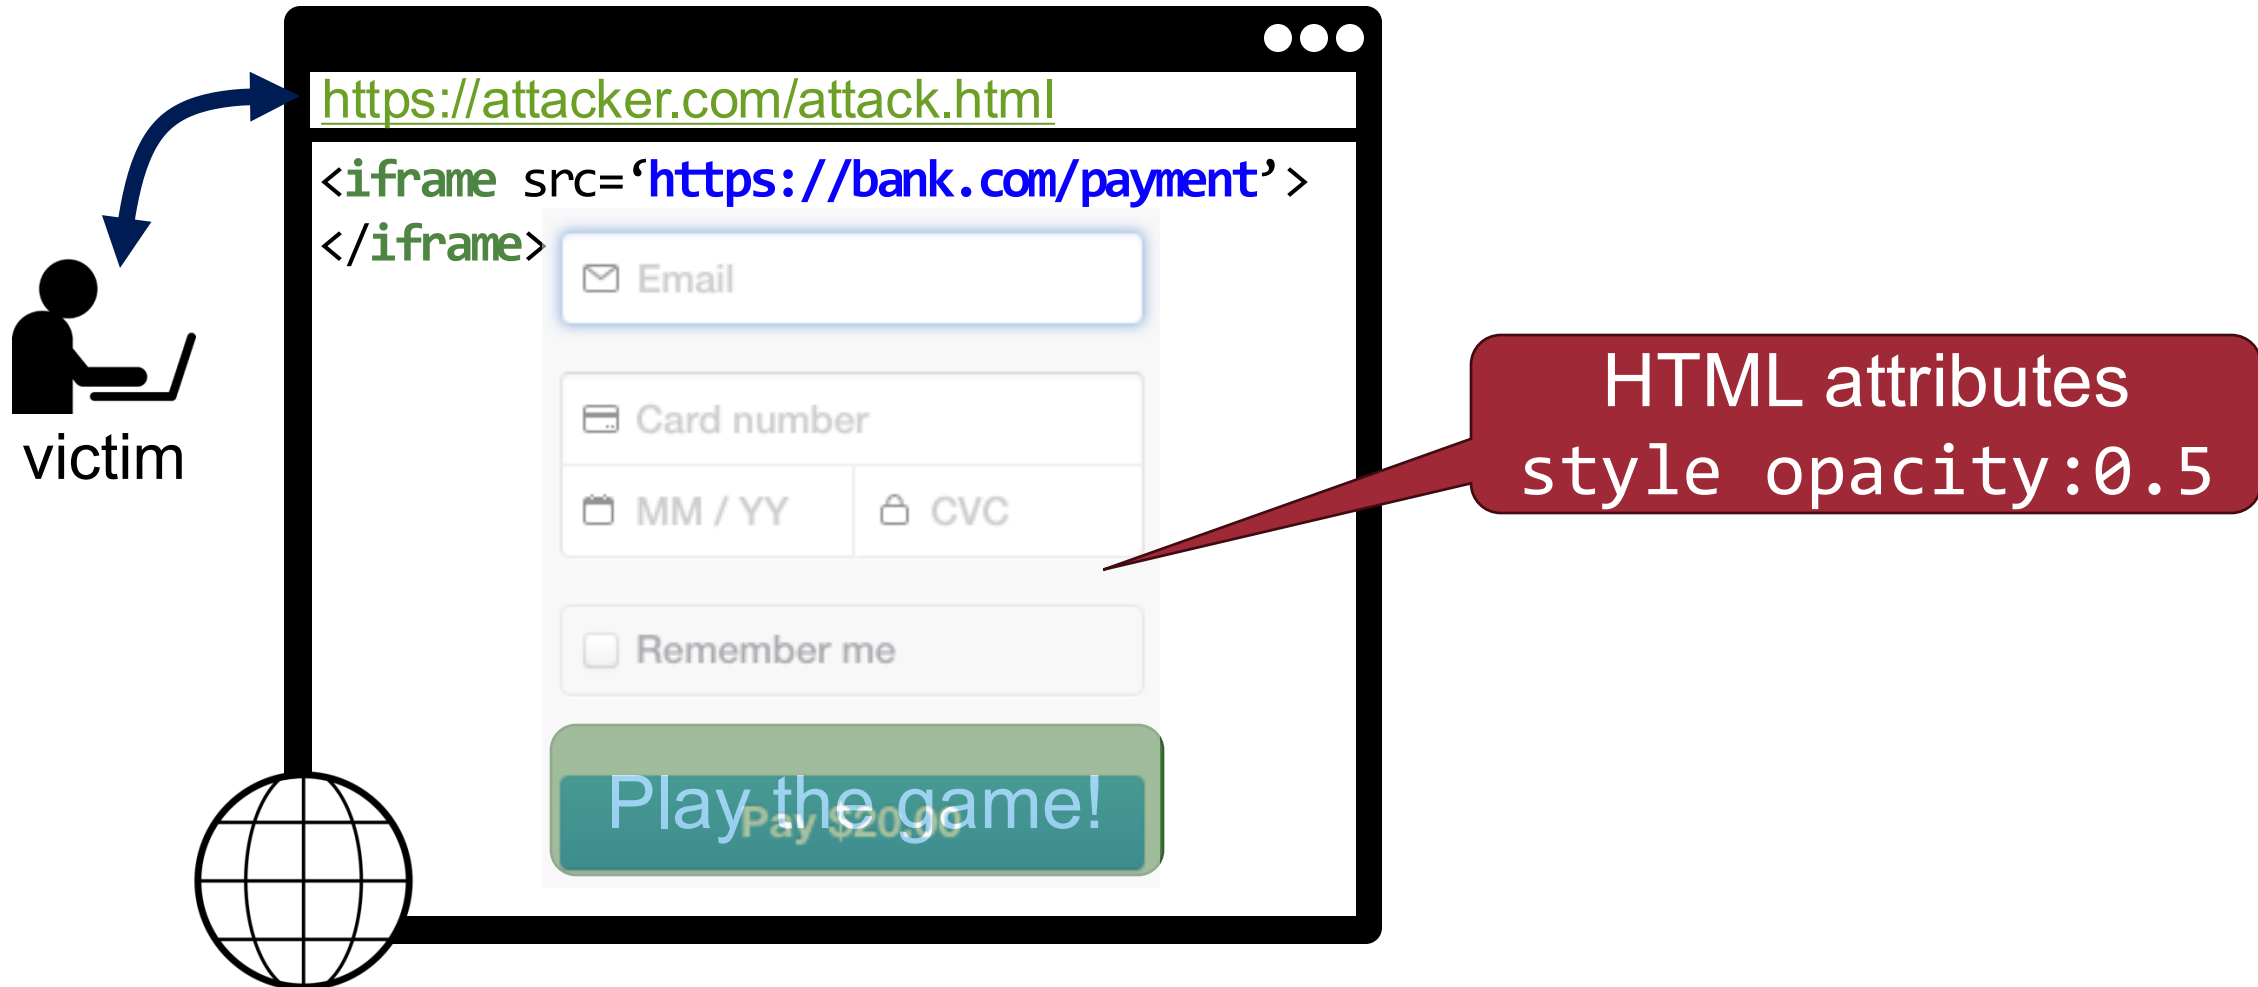 https://attacker.com/attack.html
<iframe src=‘https://bank.com/payment’>
</iframe>
Email
Card number
MM / YY
CVC
Remember me
Play the game!
Pay $20.00
victim
HTML attributes
style opacity:0.5